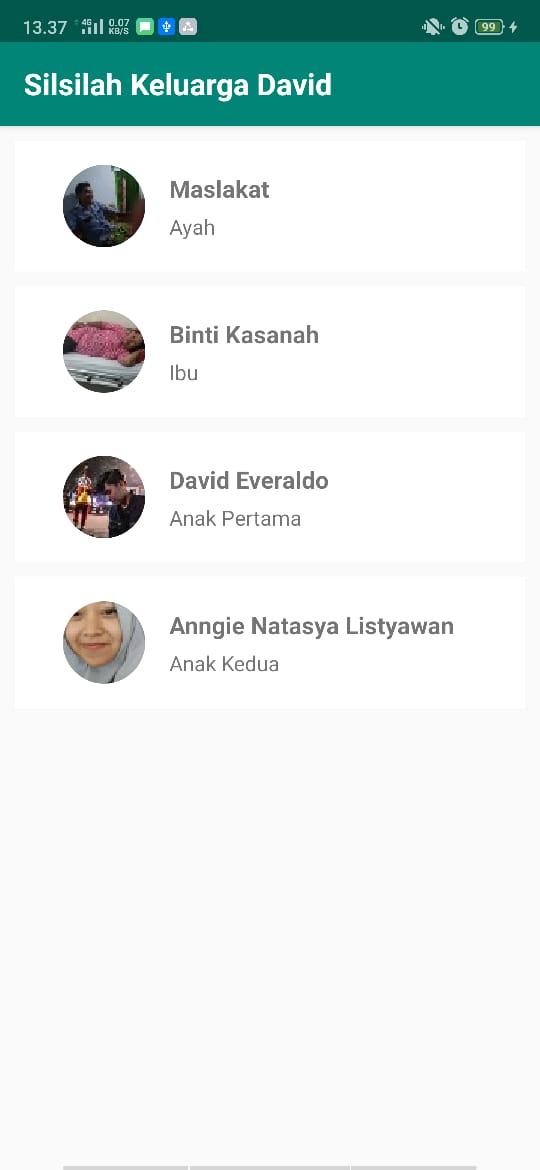 13.37 4G 0.07 KB/S 99
Silsilah Keluarga David
Maslakat
Ayah
Binti Kasanah
Ibu
David Everaldo
Anak Pertama
Anngie Natasya Listyawan
Anak Kedua